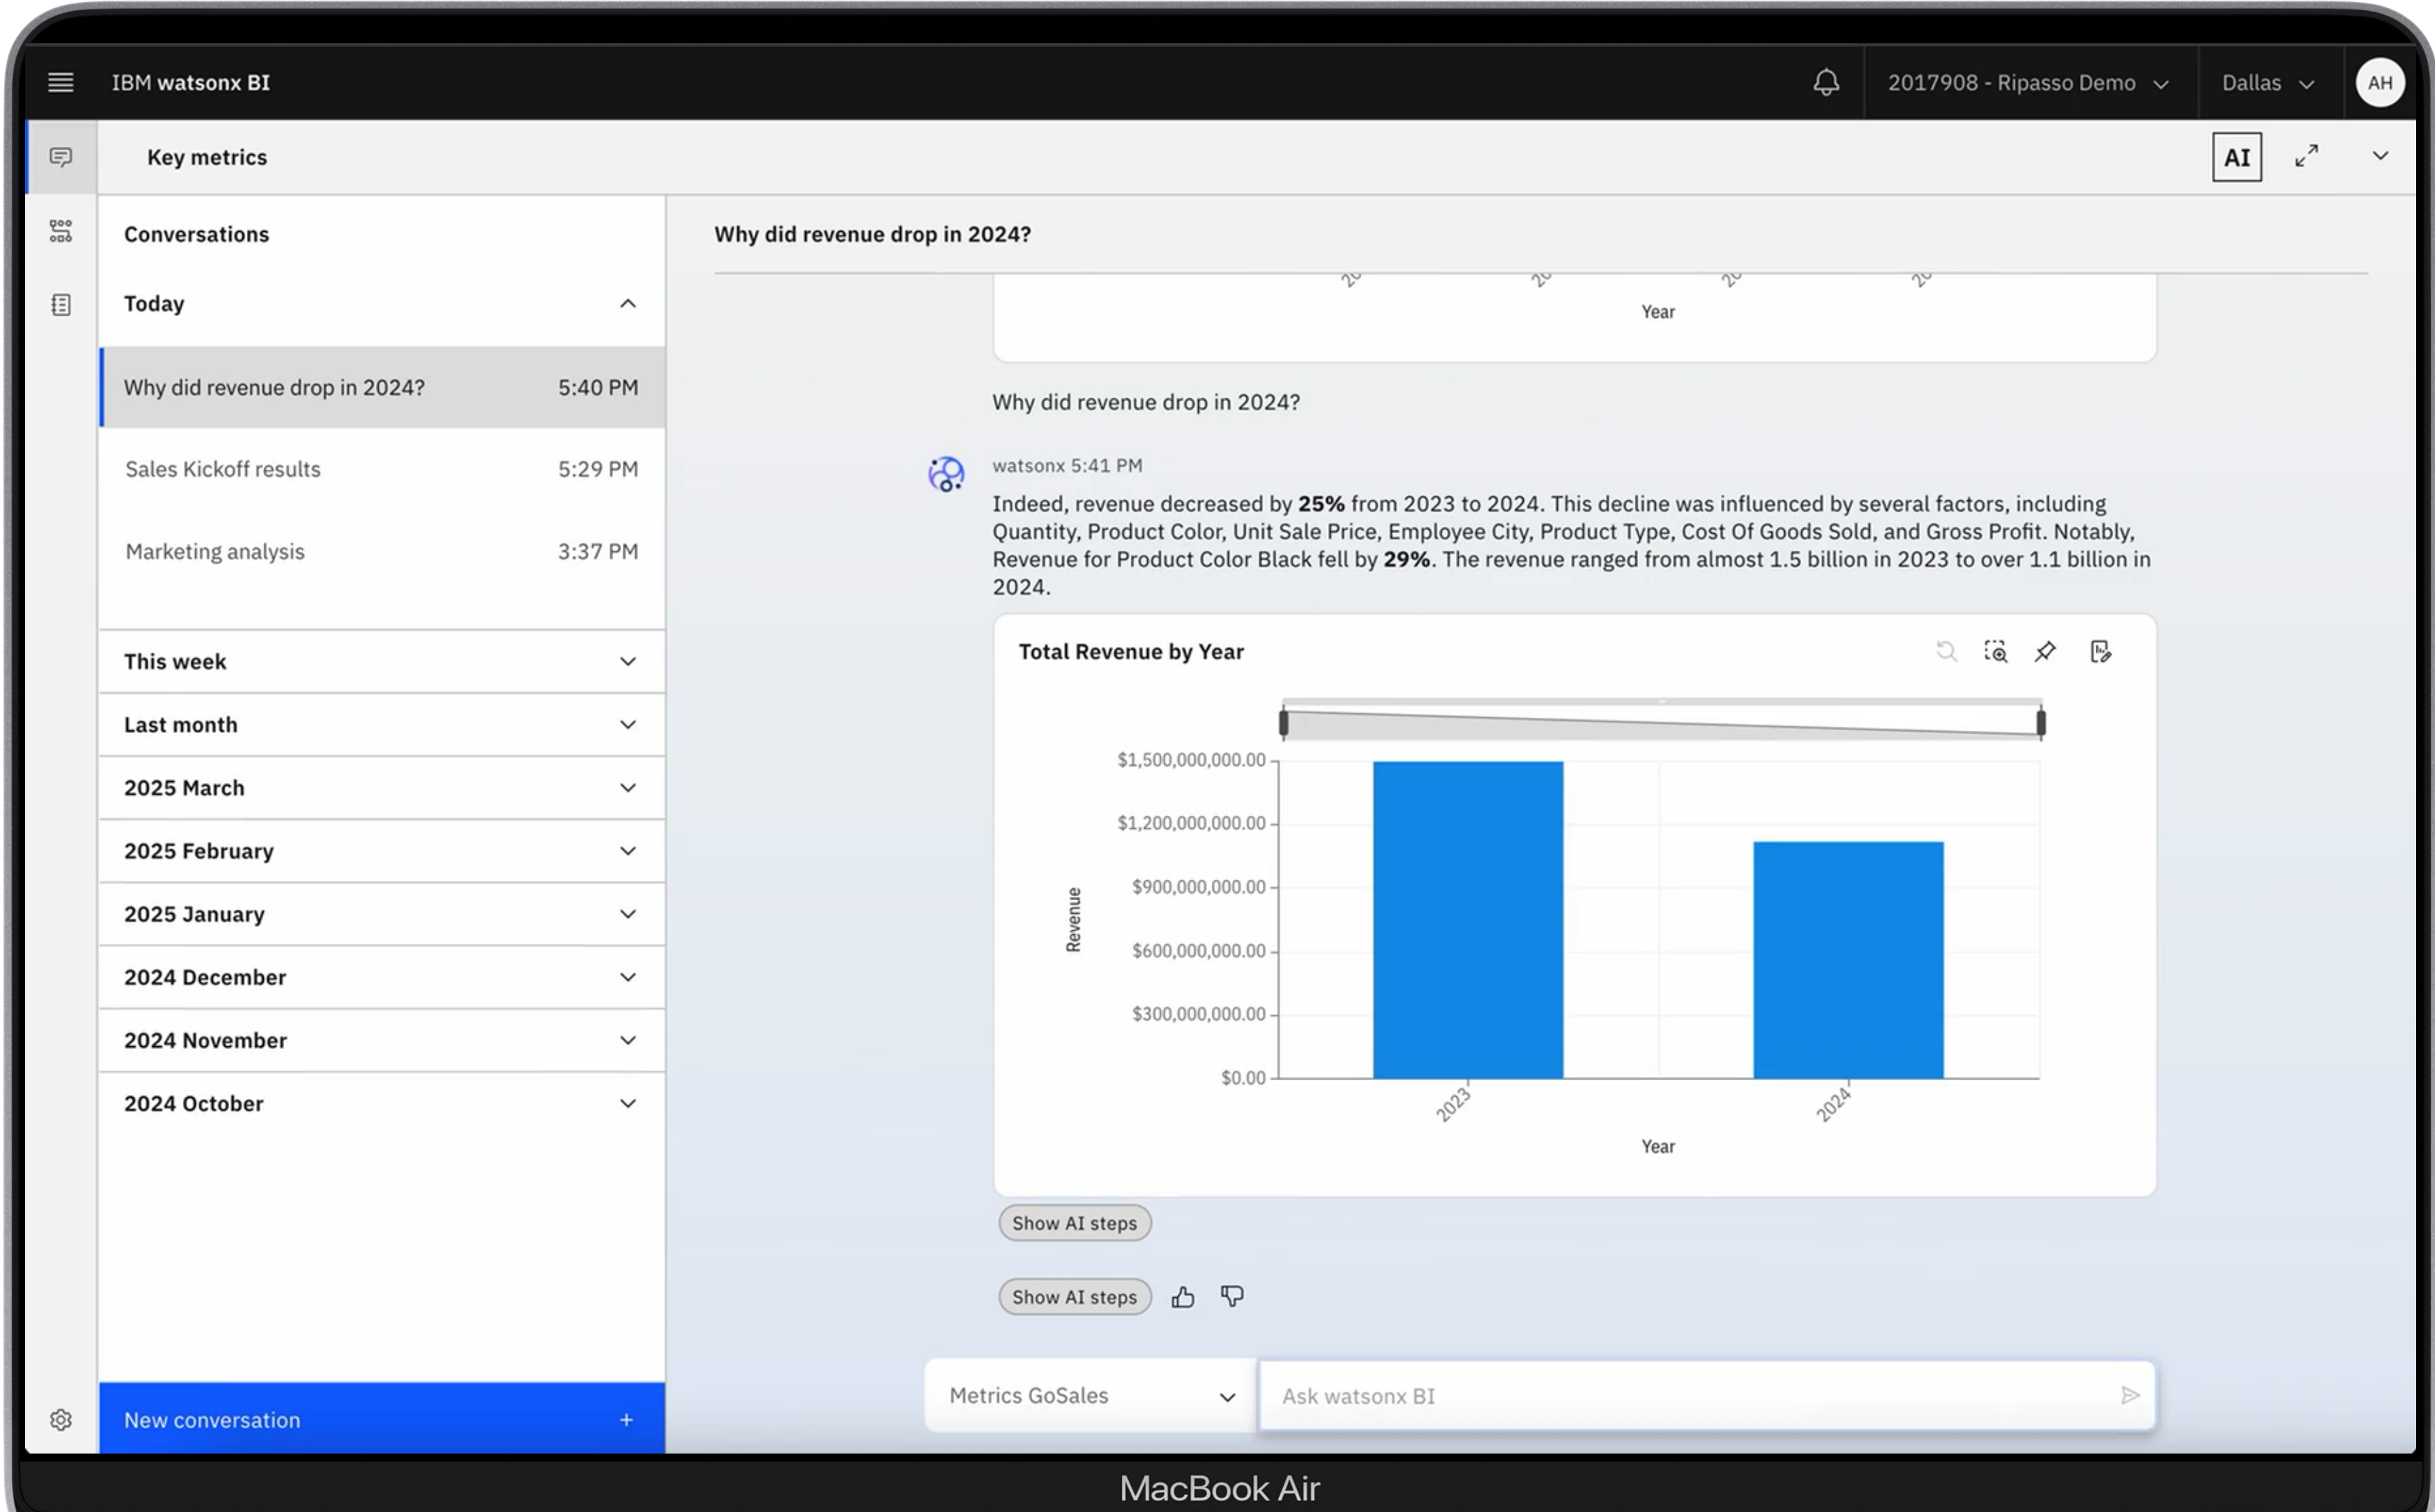 IBM watsonx BI
2017908 - Ripasso Demo
Dallas
AH
Key metrics
AI
Conversations
Today
Why did revenue drop in 2024? 5:40 PM
Sales Kickoff results 5:29 PM
Marketing analysis 3:37 PM
This week
Last month
2025 March
2025 February
2025 January
2024 December
2024 November
2024 October
New conversation +
Why did revenue drop in 2024?
Year
Why did revenue drop in 2024?
watsonx 5:41 PM
Indeed, revenue decreased by 25% from 2023 to 2024. This decline was influenced by several factors, including
Quantity, Product Color, Unit Sale Price, Employee City, Product Type, Cost Of Goods Sold, and Gross Profit. Notably,
Revenue for Product Color Black fell by 29%. The revenue ranged from almost 1.5 billion in 2023 to over 1.1 billion in
2024.
Total Revenue by Year
$1,500,000,000.00
$1,200,000,000.00
$900,000,000.00
$600,000,000.00
$300,000,000.00
$0.00
Revenue
2023
2024
Year
Show AI steps
Show AI steps
Metrics GoSales
Ask watsonx BI
MacBook Air